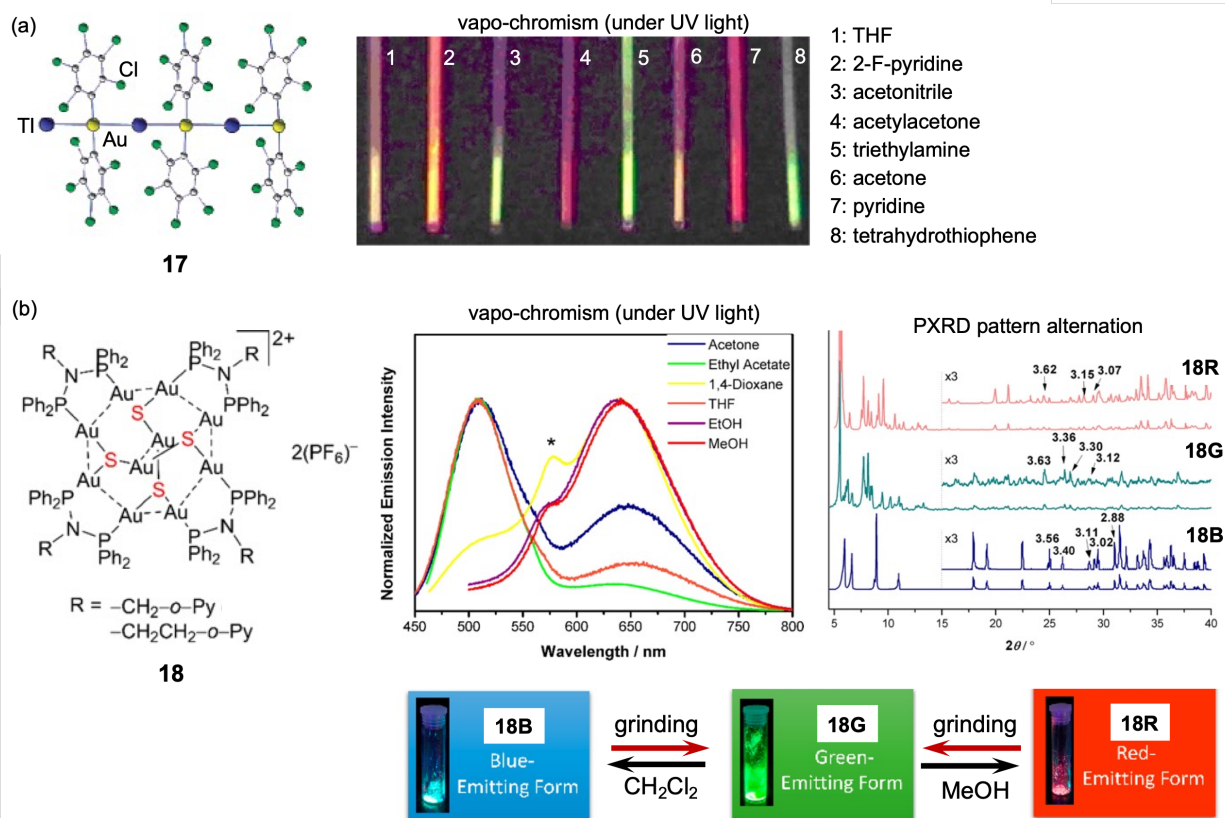 (a)
Tl
Cl
Au
17
vapo-chromism (under UV light)
1 2 3 4 5 6 7 8
1: THF
2: 2-F-pyridine
3: acetonitrile
4: acetylacetone
5: triethylamine
6: acetone
7: pyridine
8: tetrahydrothiophene
(b)
2+
R N Ph2 P Ph2P Au
Ph2 P N R PPh2 Au
Au Au
S
Au Au
S
Au S
Au Au
Au S
Au Au
Ph2P N R P Ph2
PPh2 N R P Ph2
2(PF6)–
R = –CH2–o–Py
–CH2CH2–o–Py
18
vapo-chromism (under UV light)
Normalized Emission Intensity
Acetone
Ethyl Acetate
1,4-Dioxane
THF
EtOH
MeOH
*
450 500 550 600 650 700 750 800
Wavelength / nm
PXRD pattern alternation
18R
x3
3.62
3.15
3.07
18G
x3
3.63
3.36
3.30
3.12
18B
x3
3.56
3.40
3.11
3.02
2.88
5 10 15 20 25 30 35 40
2θ/°
18B
Blue-
Emitting Form
grinding
CH2Cl2
18G
Green-
Emitting Form
grinding
MeOH
18R
Red-
Emitting Form